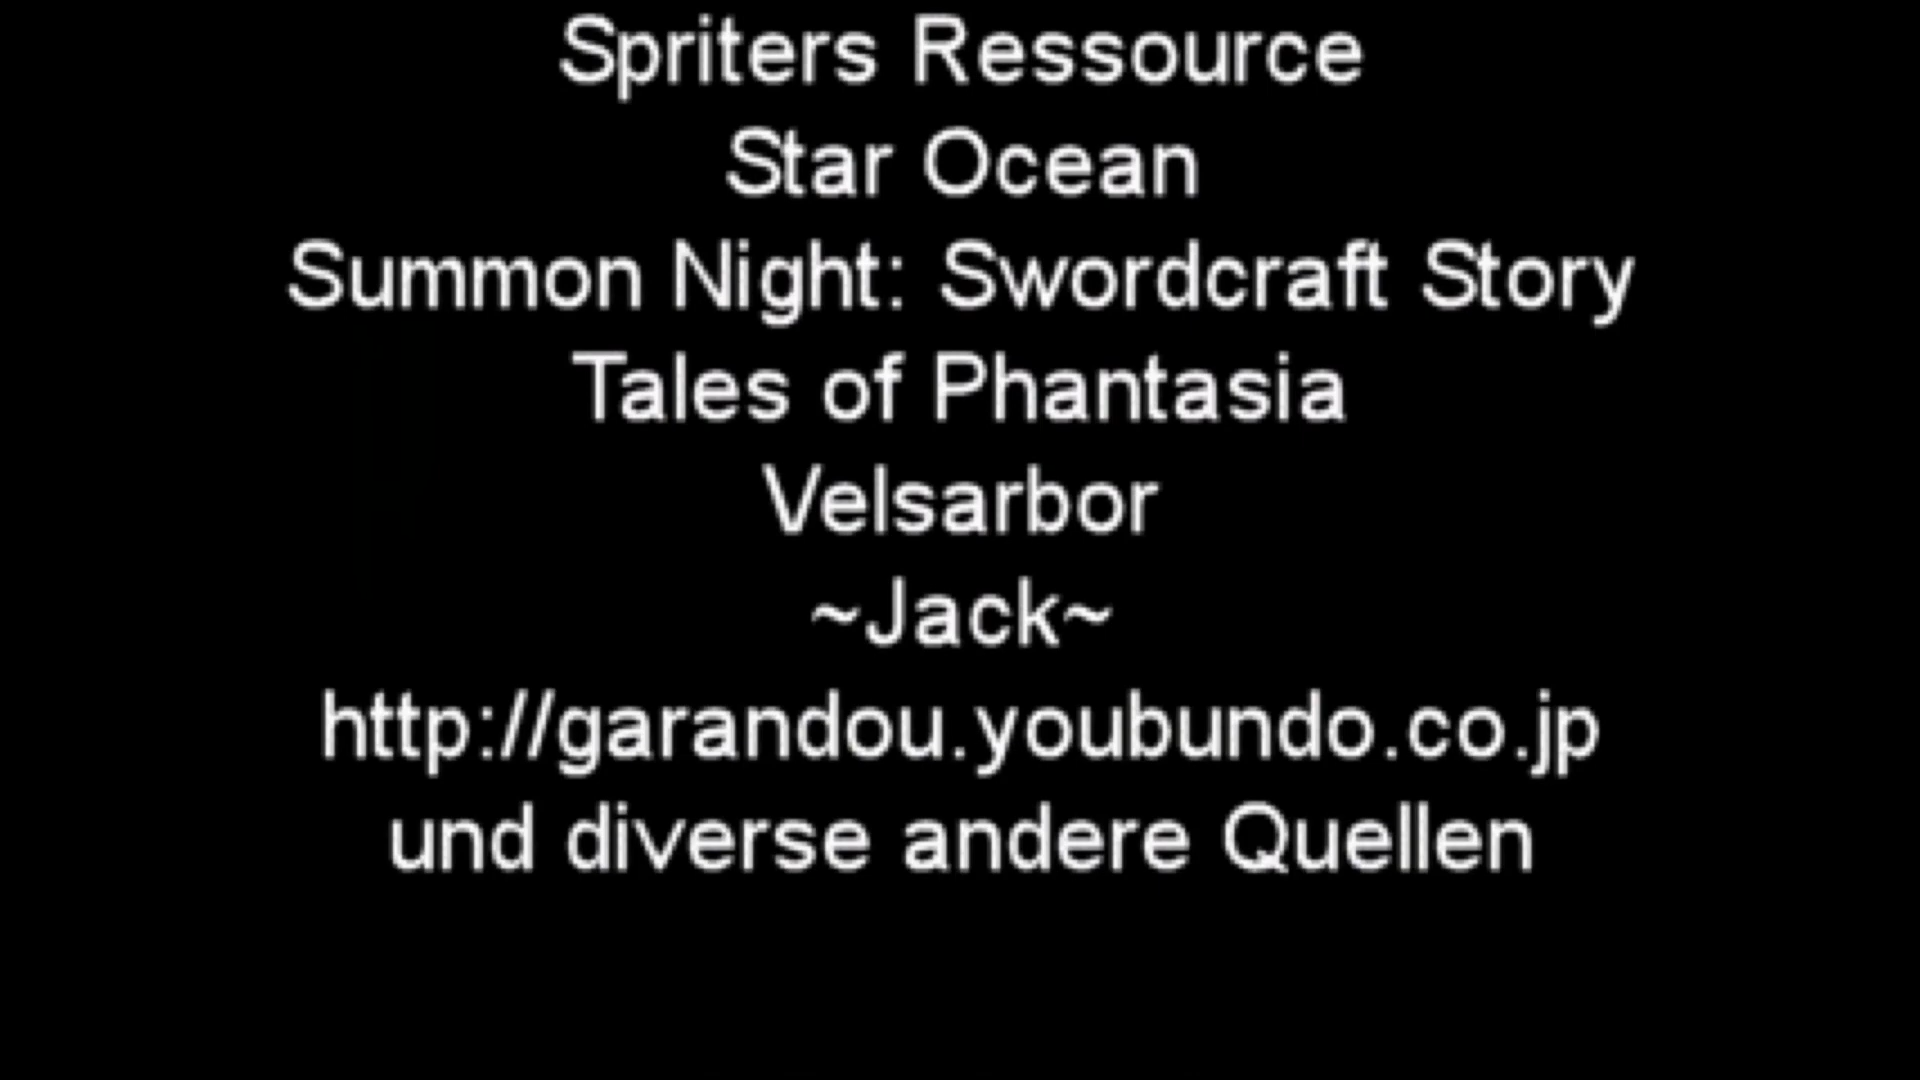 Spriters Ressource
Star Ocean
Summon Night: Swordcraft Story
Tales of Phantasia
Velsarbor
~Jack~
http://garandou.youbundo.co.jp
und diverse andere Quellen